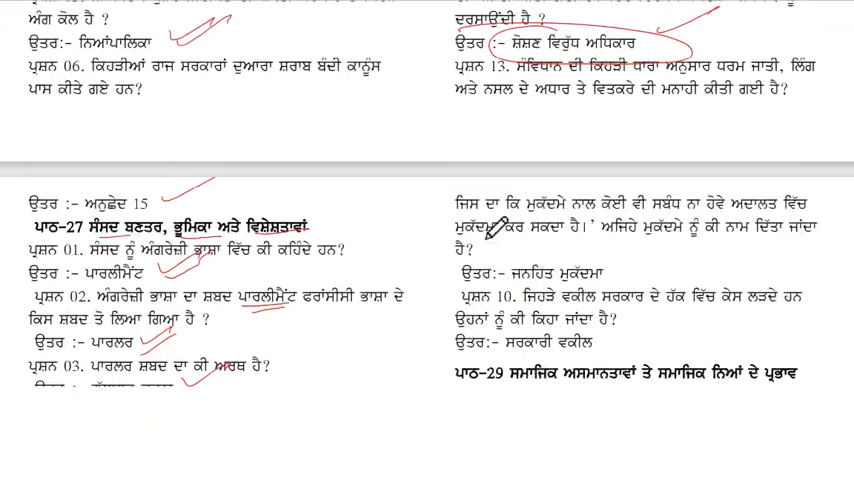 ਅੰਗ ਕੋਲ ਹੈ ?
ਉਤਰ:- ਨਿਆਂਪਾਲਿਕਾ
ਪ੍ਰਸ਼ਨ 06. ਕਿਹੜੀਆਂ ਰਾਜ ਸਰਕਾਰਾਂ ਦੁਆਰਾ ਸ਼ਰਾਬ ਬੰਦੀ ਕਾਨੂੰਸ
ਪਾਸ ਕੀਤੇ ਗਏ ਹਨ?
ਦਰਸਾਉਂਦੀ ਹੈ ?
ਉਤਰ :- ਸ਼ੋਸ਼ਣ ਵਿਰੁੱਧ ਅਧਿਕਾਰ
ਪ੍ਰਸ਼ਨ 13. ਸੰਵਿਧਾਨ ਦੀ ਕਿਹੜੀ ਧਾਰਾ ਅਨੁਸਾਰ ਧਰਮ ਜਾਤੀ, ਲਿੰਗ
ਅਤੇ ਨਸਲ ਦੇ ਅਧਾਰ ਤੇ ਵਿਤਕਰੇ ਦੀ ਮਨਾਹੀ ਕੀਤੀ ਗਈ ਹੈ?
ਉਤਰ :- ਅਨੁਛੇਦ 15
ਪਾਠ-27 ਸੰਸਦ ਬਣਤਰ, ਭੂਮਿਕਾ ਅਤੇ ਵਿਸ਼ੇਸ਼ਤਾਵਾਂ
ਪ੍ਰਸ਼ਨ 01. ਸੰਸਦ ਨੂੰ ਅੰਗਰੇਜ਼ੀ ਭਾਸ਼ਾ ਵਿੱਚ ਕੀ ਕਹਿੰਦੇ ਹਨ?
ਉਤਰ :- ਪਾਰਲੀਮੈਂਟ
ਪ੍ਰਸ਼ਨ 02. ਅੰਗਰੇਜ਼ੀ ਭਾਸ਼ਾ ਦਾ ਸ਼ਬਦ ਪਾਰਲੀਮੈਂਟ ਫਰਾਂਸੀਸੀ ਭਾਸ਼ਾ ਦੇ
ਕਿਸ ਸ਼ਬਦ ਤੋ ਲਿਆ ਗਿਆ ਹੈ ?
ਉਤਰ :- ਪਾਰਲਰ
ਪ੍ਰਸ਼ਨ 03. ਪਾਰਲਰ ਸ਼ਬਦ ਦਾ ਕੀ ਅਰਥ ਹੈ?
ਜਿਸ ਦਾ ਕਿ ਮੁਕੱਦਮੇ ਨਾਲ ਕੋਈ ਵੀ ਸਬੰਧ ਨਾ ਹੋਵੇ ਅਦਾਲਤ ਵਿੱਚ
ਮੁਕੱਦਮਾ ਕਰ ਸਕਦਾ ਹੈ।' ਅਜਿਹੇ ਮੁਕੱਦਮੇ ਨੂੰ ਕੀ ਨਾਮ ਦਿੱਤਾ ਜਾਂਦਾ
ਹੈ?
ਉਤਰ:- ਜਨਹਿਤ ਮੁਕੱਦਮਾ
ਪ੍ਰਸ਼ਨ 10. ਜਿਹੜੇ ਵਕੀਲ ਸਰਕਾਰ ਦੇ ਹੱਕ ਵਿੱਚ ਕੇਸ ਲੜਦੇ ਹਨ
ਉਹਨਾਂ ਨੂੰ ਕੀ ਕਿਹਾ ਜਾਂਦਾ ਹੈ?
ਉਤਰ:- ਸਰਕਾਰੀ ਵਕੀਲ
ਪਾਠ-29 ਸਮਾਜਿਕ ਅਸਮਾਨਤਾਵਾਂ ਤੇ ਸਮਾਜਿਕ ਨਿਆਂ ਦੇ ਪ੍ਰਭਾਵ